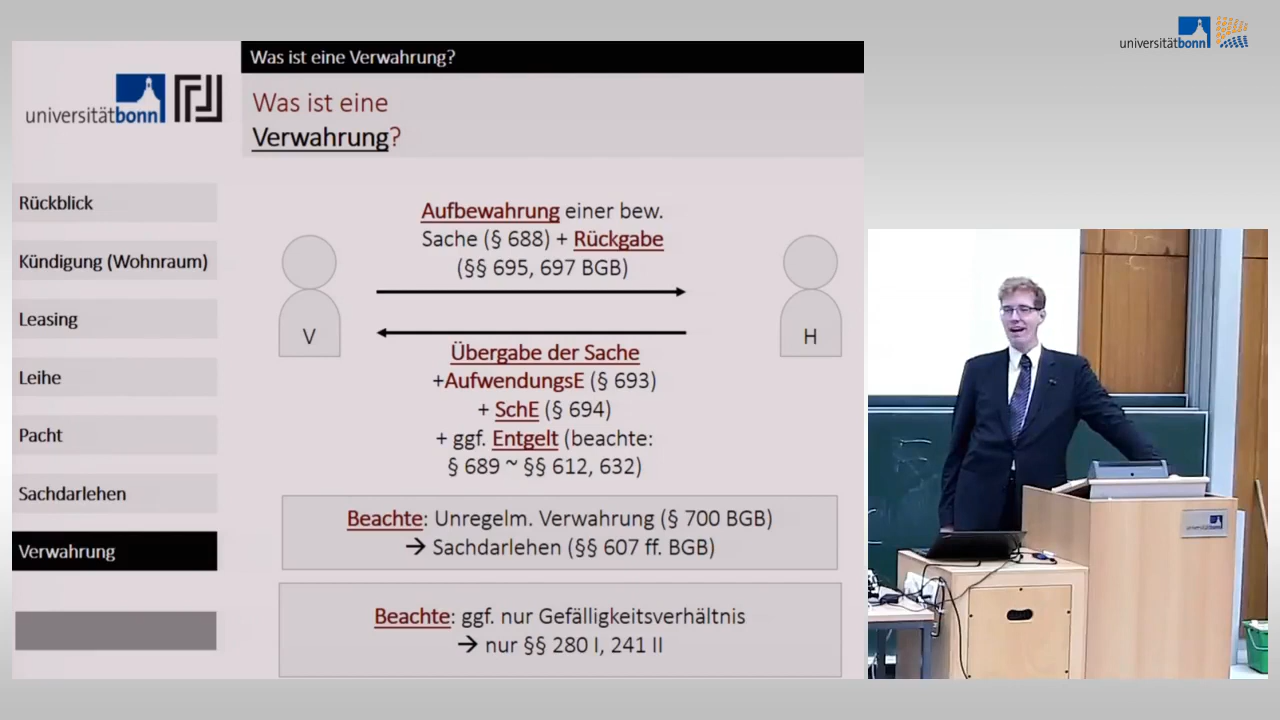 universitätbonn
Was ist eine Verwahrung?
universitätbonn
Was ist eine
Verwahrung?
Rückblick
Kündigung (Wohnraum)
Leasing
Leihe
Pacht
Sachdarlehen
Verwahrung
Aufbewahrung einer bew.
Sache (§ 688) + Rückgabe
(§§ 695, 697 BGB)
V
H
Übergabe der Sache
+AufwendungsE (§ 693)
+ SchE (§ 694)
+ ggf. Entgelt (beachte:
§ 689 ~ §§ 612, 632)
Beachte: Unregelm. Verwahrung (§ 700 BGB)
→ Sachdarlehen (§§ 607 ff. BGB)
Beachte: ggf. nur Gefälligkeitsverhältnis
→ nur §§ 280 I, 241 II